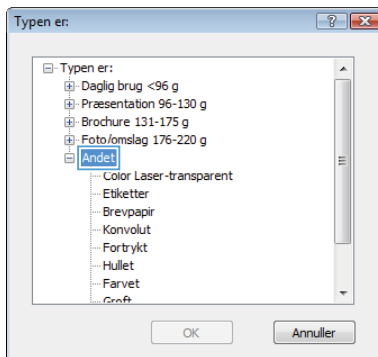 Typen er:
Typen er:
Daglig brug <96 g
Præsentation 96-130 g
Brochure 131-175 g
Foto/omslag 176-220 g
Andet
Color Laser-transparent
Etiketter
Brevpapir
Konvolut
Fortrykt
Hullet
Farvet
Groft
OK
Annuller